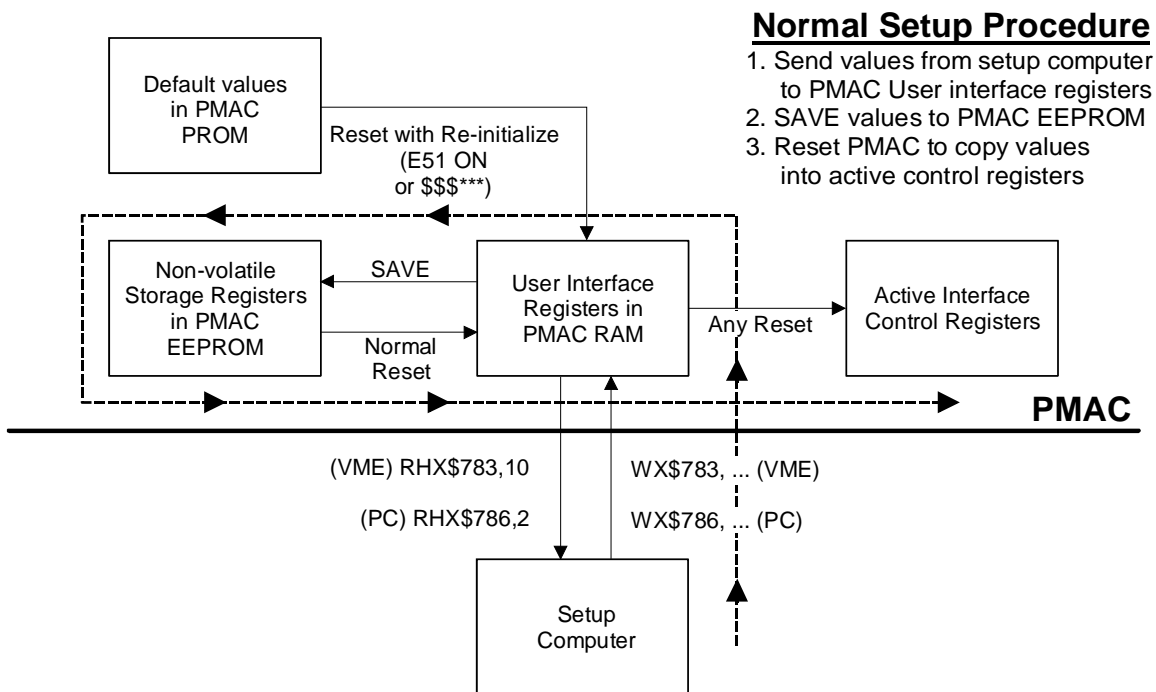 Normal Setup Procedure
1. Send values from setup computer
to PMAC User interface registers
2. SAVE values to PMAC EEPROM
3. Reset PMAC to copy values
into active control registers
Default values
in PMAC
PROM
Reset with Re-initialize
(E51 ON
or $$$***)
Non-volatile
Storage Registers
in PMAC
EEPROM
SAVE
Normal
Reset
User Interface
Registers in
PMAC RAM
Any Reset
Active Interface
Control Registers
PMAC
(VME) RHX$783,10
WX$783, ... (VME)
(PC) RHX$786,2
WX$786, ... (PC)
Setup
Computer